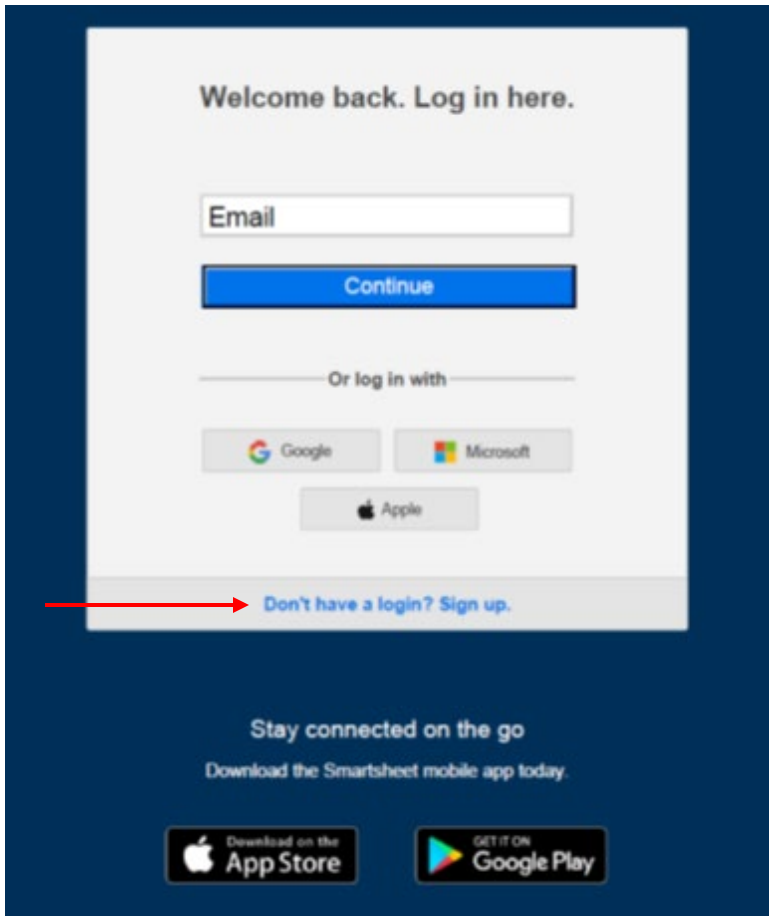 Welcome back. Log in here.
Email
Continue
Or log in with
Google
Microsoft
Apple
Don't have a login? Sign up.
Stay connected on the go
Download the Smartsheet mobile app today.
Download on the
App Store
GET IT ON
Google Play